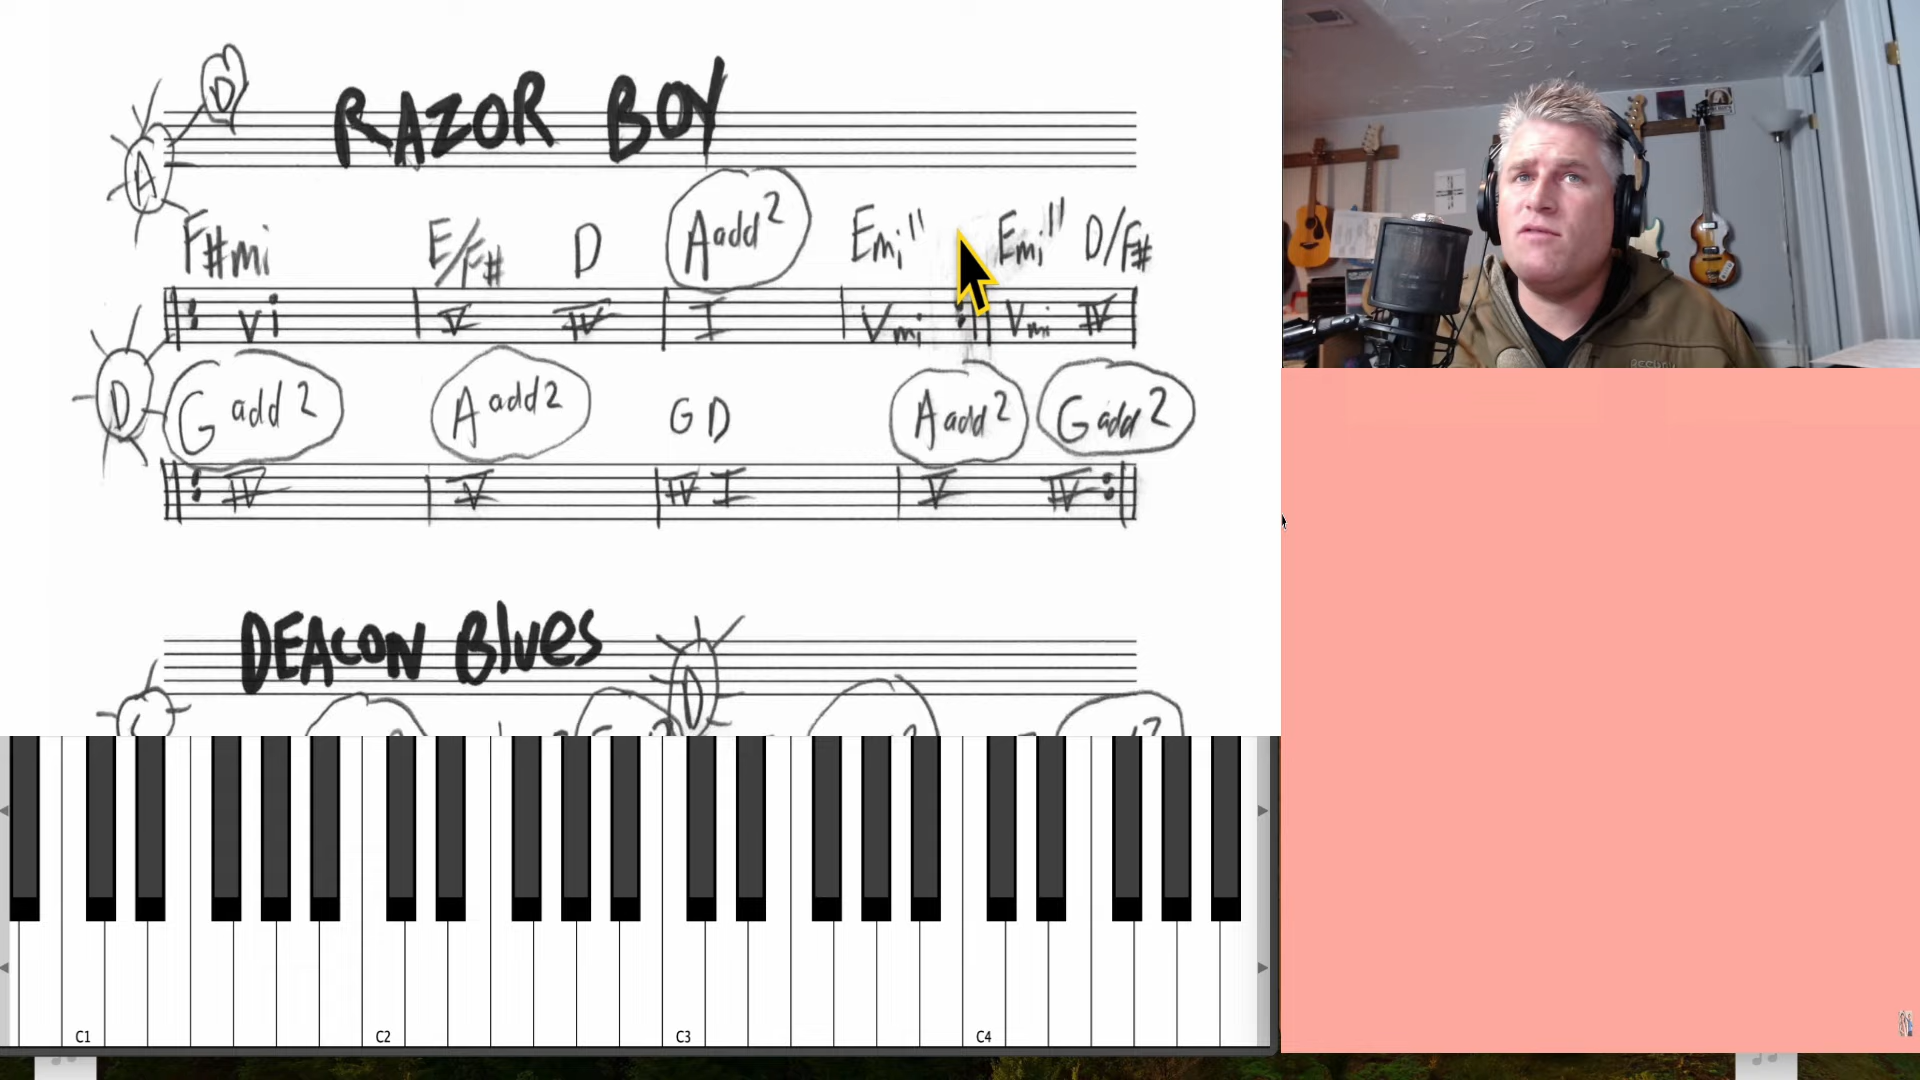 D
RAZOR BOY
A
F#mi E/F# D Aadd2 Emi11 Emi11 D/F#
vi V IV I Vmi Vmi IV
D Gadd2 Aadd2 G D Aadd2 Gadd2
IV V IV I V IV
DEACON Blues
D
C1 C2 C3 C4